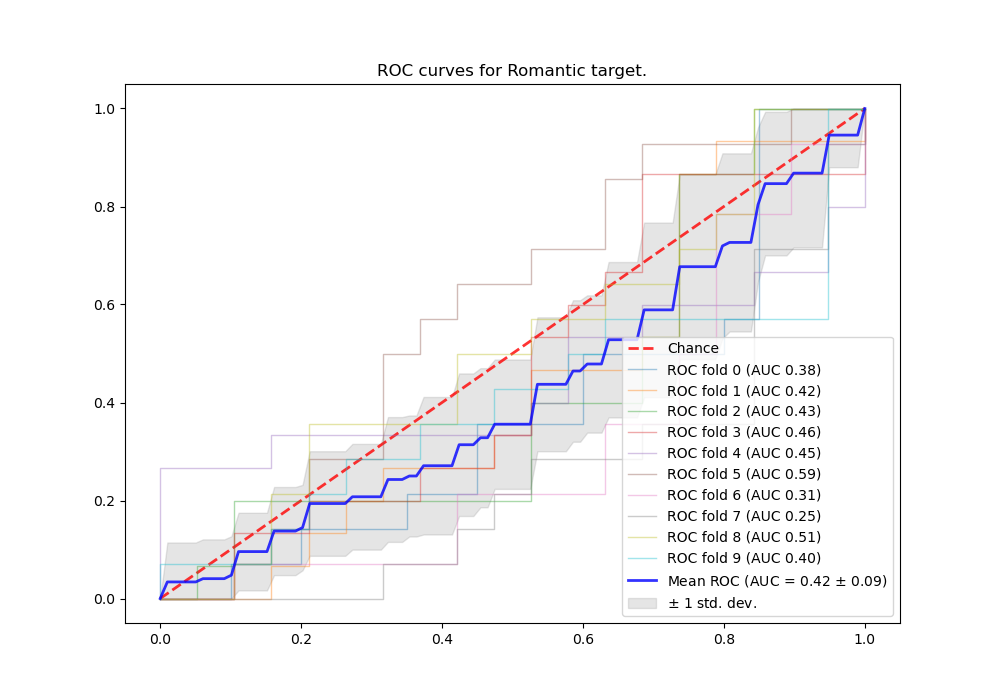 ROC curves for Romantic target.
1.0
0.8
0.6
0.4
0.2
0.0
Chance
ROC fold 0 (AUC 0.38)
ROC fold 1 (AUC 0.42)
ROC fold 2 (AUC 0.43)
ROC fold 3 (AUC 0.46)
ROC fold 4 (AUC 0.45)
ROC fold 5 (AUC 0.59)
ROC fold 6 (AUC 0.31)
ROC fold 7 (AUC 0.25)
ROC fold 8 (AUC 0.51)
ROC fold 9 (AUC 0.40)
Mean ROC (AUC = 0.42 ± 0.09)
± 1 std. dev.
0.0 0.2 0.4 0.6 0.8 1.0